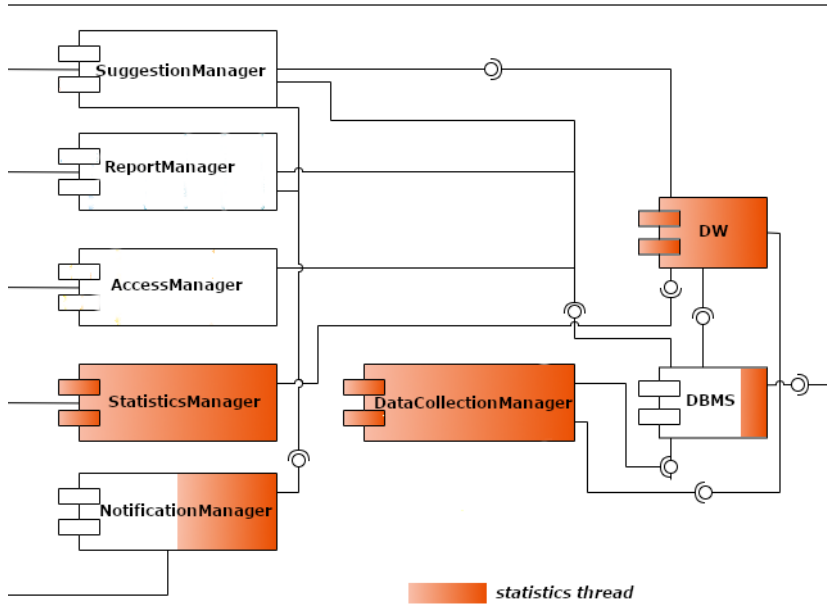 SuggestionManager
ReportManager
DW
AccessManager
StatisticsManager
DataCollectionManager
DBMS
NotificationManager
statistics thread